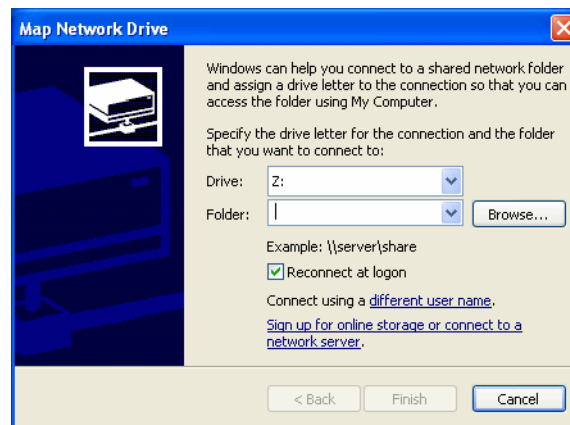 Map Network Drive
Windows can help you connect to a shared network folder
and assign a drive letter to the connection so that you can
access the folder using My Computer.
Specify the drive letter for the connection and the folder
that you want to connect to:
Drive: Z:
Folder: Browse...
Example: \\server\share
Reconnect at logon
Connect using a different user name.
Sign up for online storage or connect to a
network server.
< Back Finish Cancel